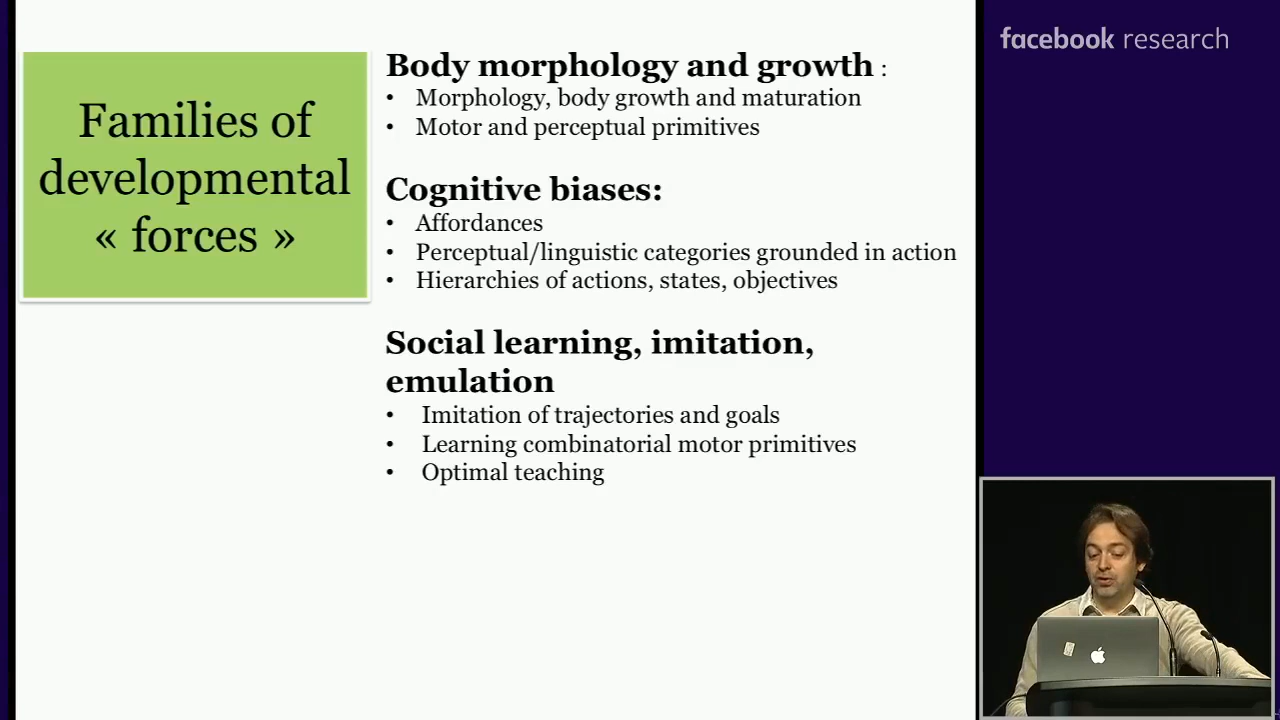 facebook research
Families of
developmental
« forces »
Body morphology and growth :
• Morphology, body growth and maturation
• Motor and perceptual primitives
Cognitive biases:
• Affordances
• Perceptual/linguistic categories grounded in action
• Hierarchies of actions, states, objectives
Social learning, imitation,
emulation
• Imitation of trajectories and goals
• Learning combinatorial motor primitives
• Optimal teaching